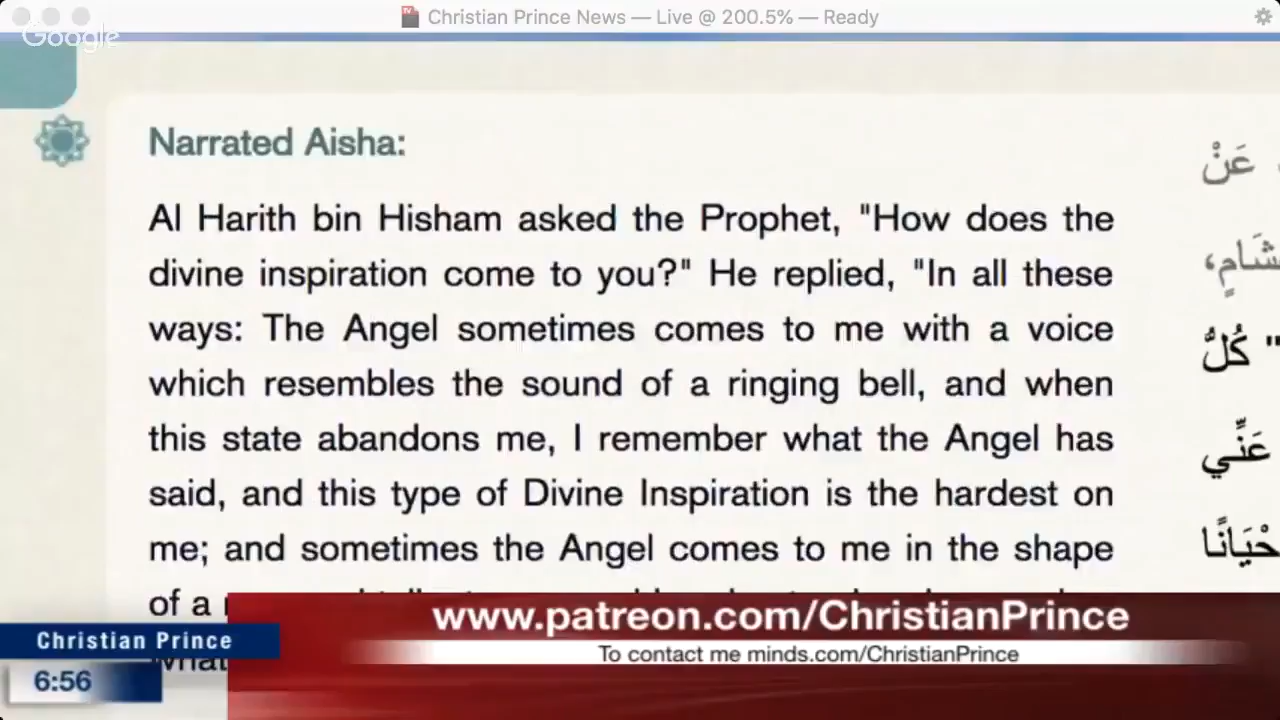 Christian Prince News — Live @ 200.5% — Ready
Google
Narrated Aisha:
Al Harith bin Hisham asked the Prophet, "How does the
divine inspiration come to you?" He replied, "In all these
ways: The Angel sometimes comes to me with a voice
which resembles the sound of a ringing bell, and when
this state abandons me, I remember what the Angel has
said, and this type of Divine Inspiration is the hardest on
me; and sometimes the Angel comes to me in the shape
of a
عَنْ
شَامٍ،
" كُلُّ
عَنِّي
حْيَانًا
www.patreon.com/ChristianPrince
To contact me minds.com/ChristianPrince
Christian Prince
6:56